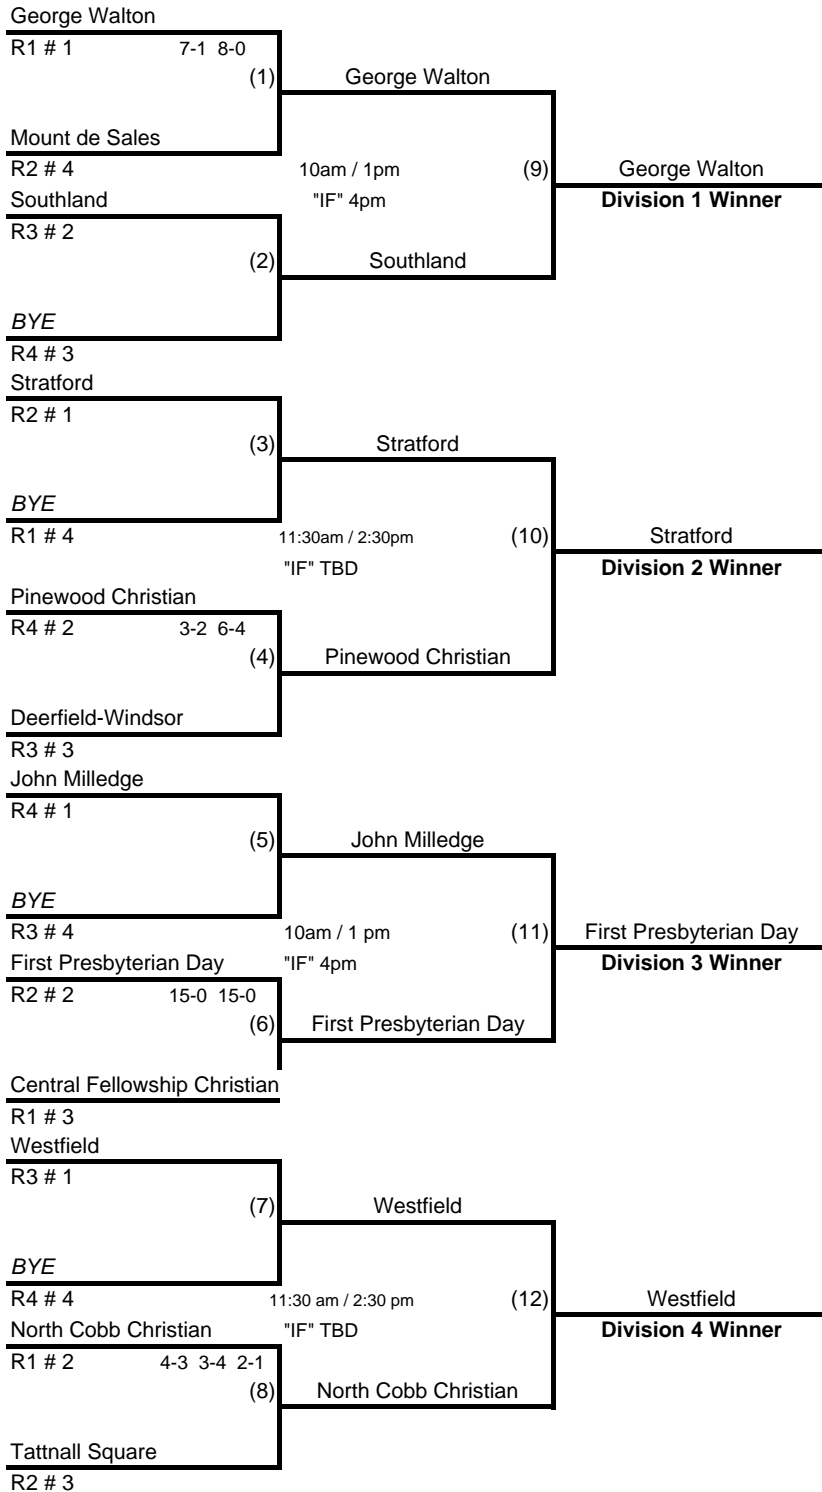 George Walton
R1 # 1 7-1 8-0
(1) George Walton
Mount de Sales
R2 # 4 10am / 1pm (9) George Walton
Southland "IF" 4pm Division 1 Winner
R3 # 2
(2) Southland
BYE
R4 # 3
Stratford
R2 # 1
(3) Stratford
BYE
R1 # 4 11:30am / 2:30pm (10) Stratford
"IF" TBD Division 2 Winner
Pinewood Christian
R4 # 2 3-2 6-4
(4) Pinewood Christian
Deerfield-Windsor
R3 # 3
John Milledge
R4 # 1
(5) John Milledge
BYE
R3 # 4 10am / 1 pm (11) First Presbyterian Day
First Presbyterian Day "IF" 4pm Division 3 Winner
R2 # 2 15-0 15-0
(6) First Presbyterian Day
Central Fellowship Christian
R1 # 3
Westfield
R3 # 1
(7) Westfield
BYE
R4 # 4 11:30 am / 2:30 pm (12) Westfield
North Cobb Christian "IF" TBD Division 4 Winner
R1 # 2 4-3 3-4 2-1
(8) North Cobb Christian
Tattnall Square
R2 # 3